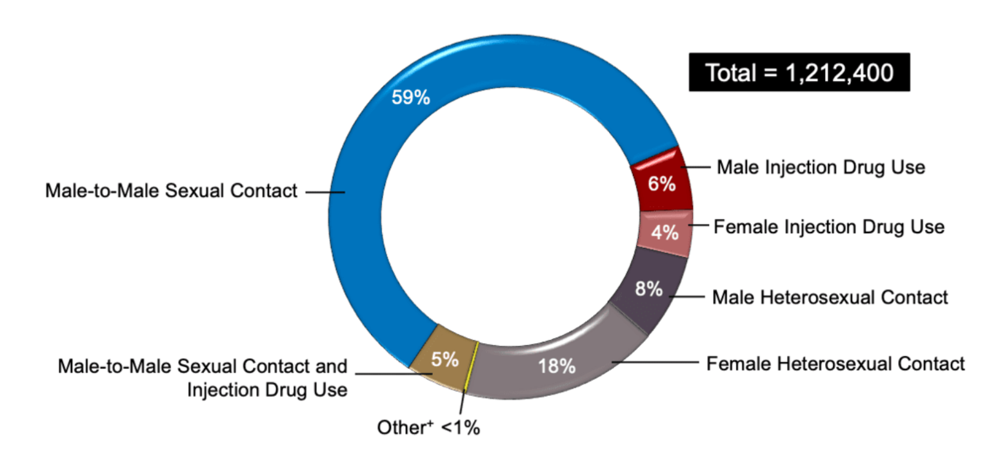 Total = 1,212,400
59%
Male-to-Male Sexual Contact
Male Injection Drug Use
6%
Female Injection Drug Use
4%
8%
Male Heterosexual Contact
18%
Female Heterosexual Contact
5%
Male-to-Male Sexual Contact and
Injection Drug Use
Other⁺ <1%